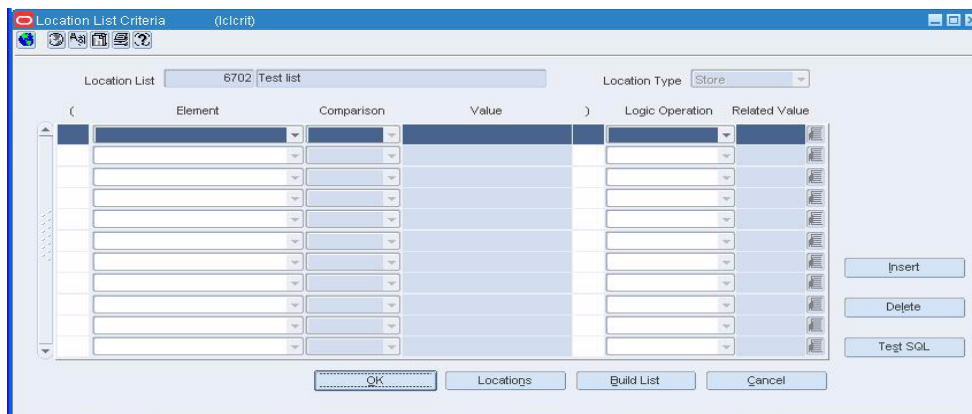 Location List Criteria (lclcrit)
Location List 6702 Test list Location Type Store
( Element Comparison Value ) Logic Operation Related Value
Insert
Delete
Test SQL
OK Locations Build List Cancel